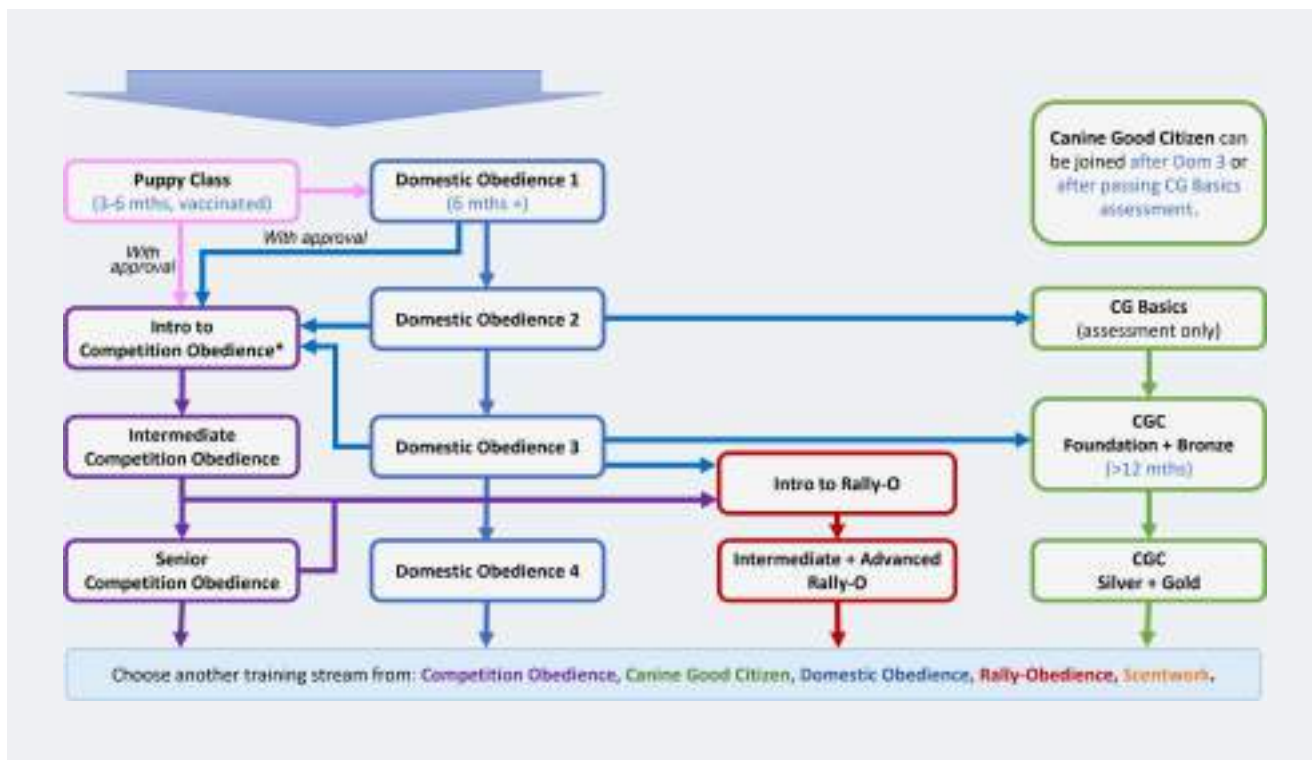 Canine Good Citizen can
be joined after Dom 3 or
after passing CG Basics
assessment.
Puppy Class
(3-6 mths, vaccinated)
Domestic Obedience 1
(6 mths +)
With approval
With
approval
Intro to
Competition Obedience*
Domestic Obedience 2
CG Basics
(assessment only)
Intermediate
Competition Obedience
Domestic Obedience 3
CGC
Foundation + Bronze
(>12 mths)
Intro to Rally-O
Senior
Competition Obedience
Domestic Obedience 4
Intermediate + Advanced
Rally-O
CGC
Silver + Gold
Choose another training stream from: Competition Obedience, Canine Good Citizen, Domestic Obedience, Rally-Obedience, Scentwork.